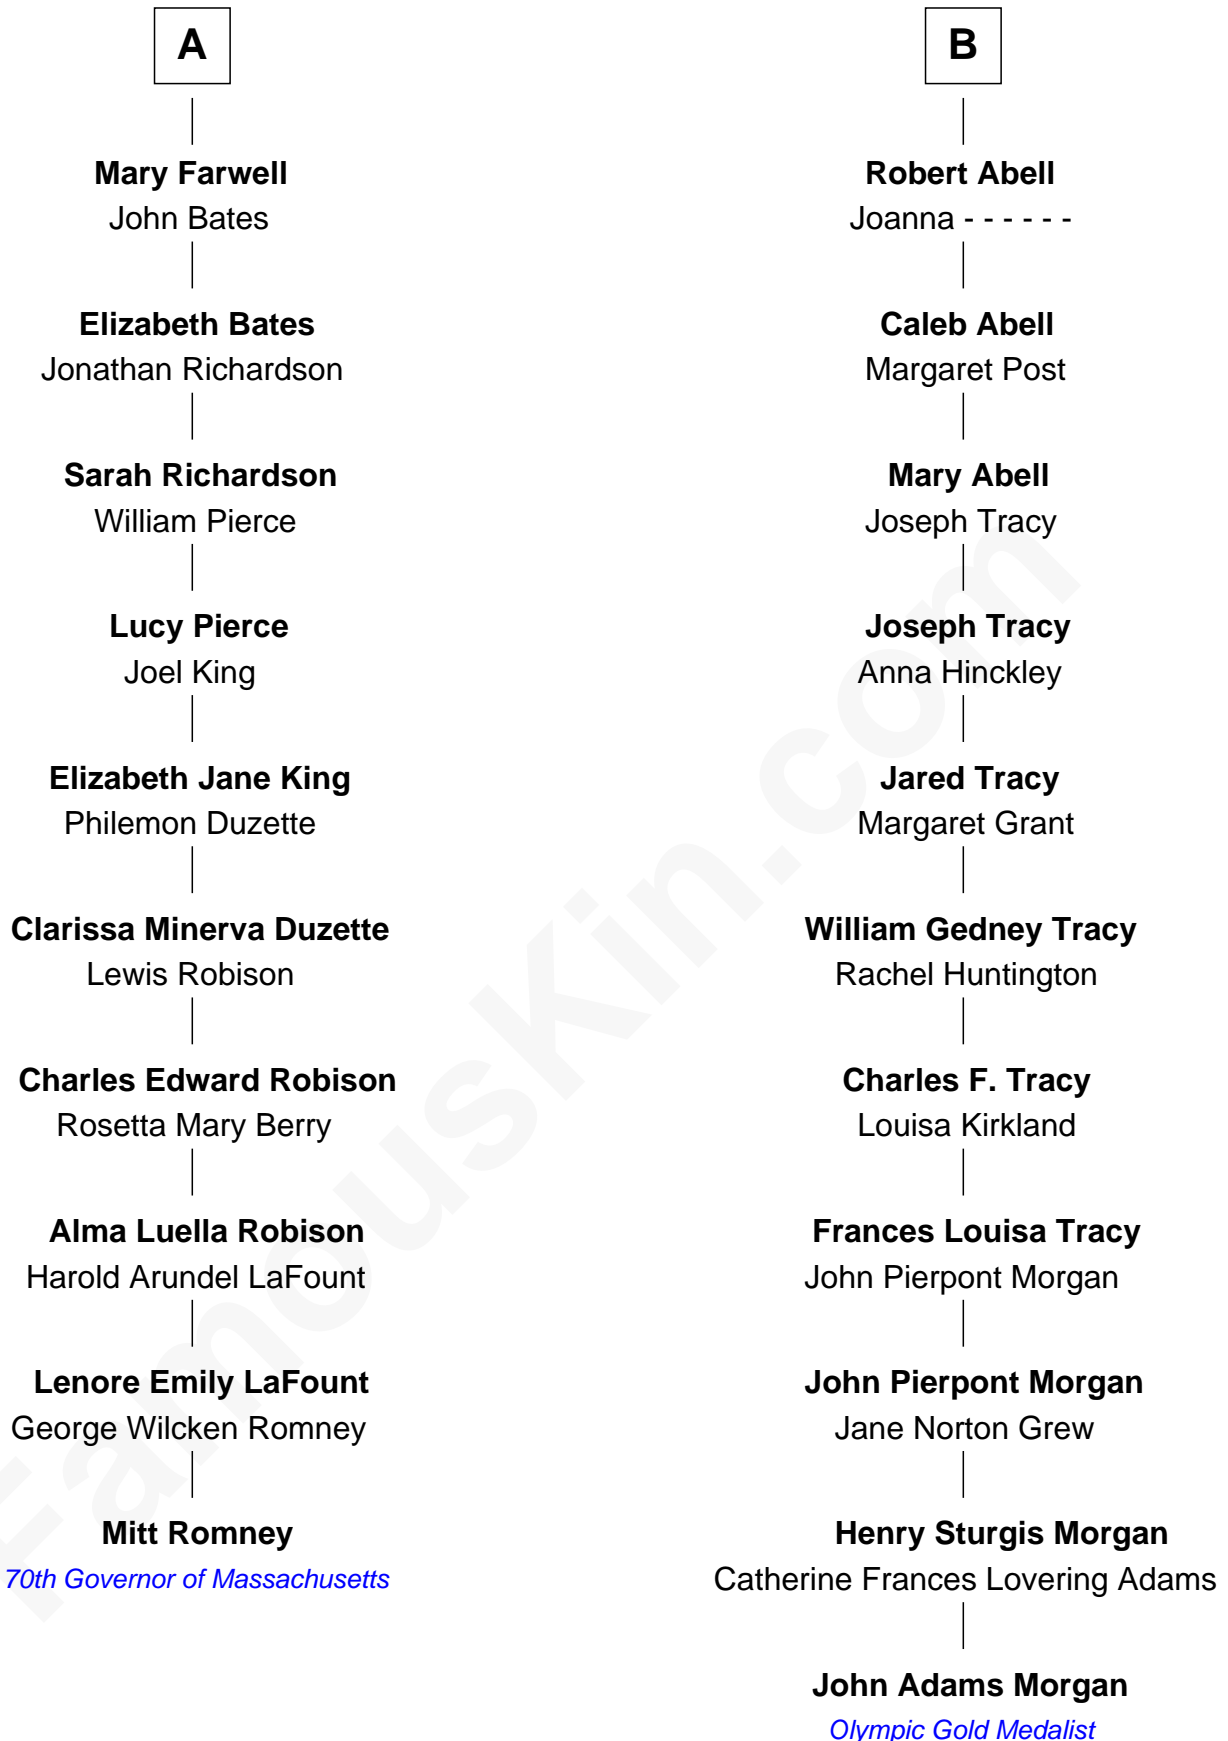 A
Mary Farwell
John Bates
Elizabeth Bates
Jonathan Richardson
Sarah Richardson
William Pierce
Lucy Pierce
Joel King
Elizabeth Jane King
Philemon Duzette
Clarissa Minerva Duzette
Lewis Robison
Charles Edward Robison
Rosetta Mary Berry
Alma Luella Robison
Harold Arundel LaFount
Lenore Emily LaFount
George Wilcken Romney
Mitt Romney
70th Governor of Massachusetts
B
Robert Abell
Joanna - - - - - -
Caleb Abell
Margaret Post
Mary Abell
Joseph Tracy
Joseph Tracy
Anna Hinckley
Jared Tracy
Margaret Grant
William Gedney Tracy
Rachel Huntington
Charles F. Tracy
Louisa Kirkland
Frances Louisa Tracy
John Pierpont Morgan
John Pierpont Morgan
Jane Norton Grew
Henry Sturgis Morgan
Catherine Frances Lovering Adams
John Adams Morgan
Olympic Gold Medalist
FamousKin.com